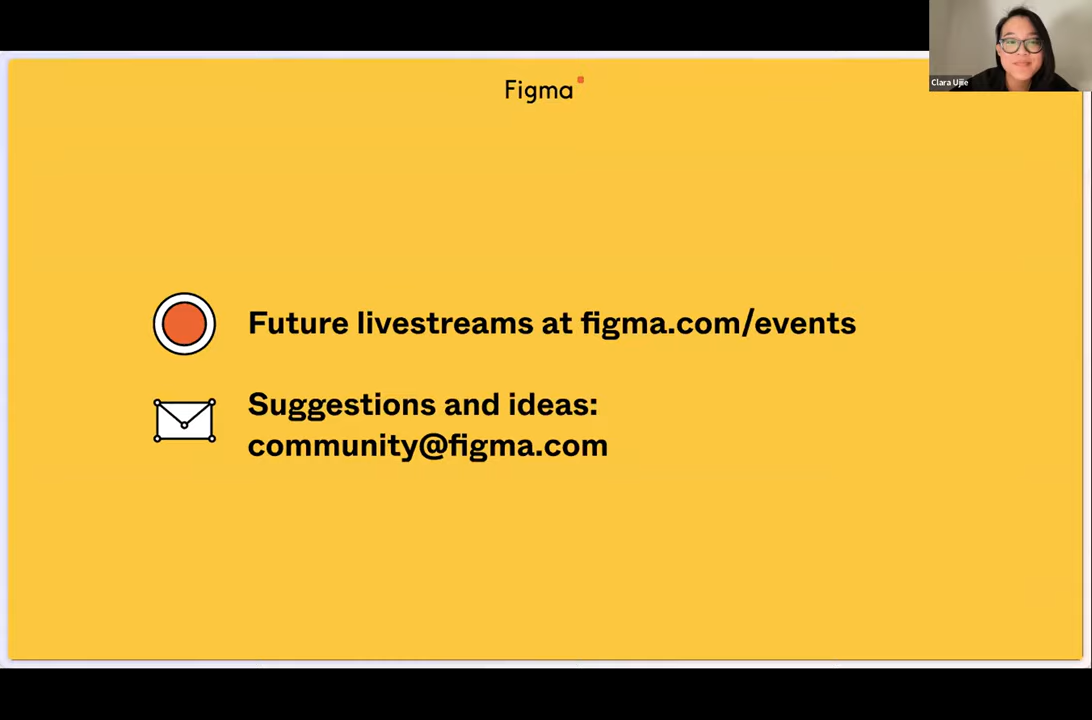 Figma
Clara Ujiie
Future livestreams at figma.com/events
Suggestions and ideas:
community@figma.com